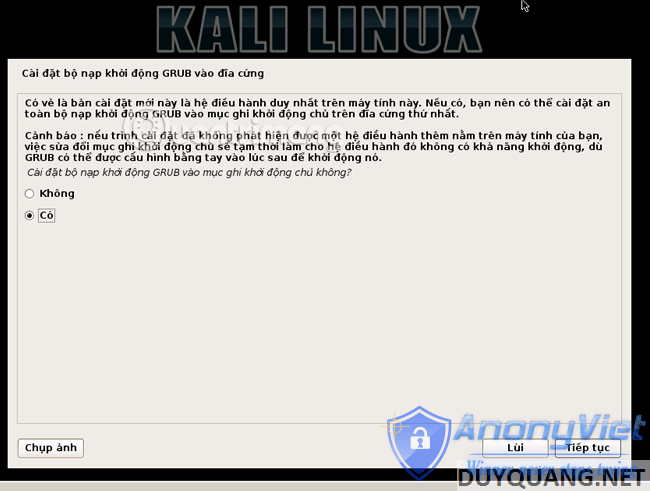 KALI LINUX
Cài đặt bộ nạp khởi động GRUB vào đĩa cứng
Có vẻ là bản cài đặt mới này là hệ điều hành duy nhất trên máy tính này. Nếu có, bạn nên có thể cài đặt an
toàn bộ nạp khởi động GRUB vào mục ghi khởi động chủ trên đĩa cứng thứ nhất.
Cảnh báo : nếu trình cài đặt đã không phát hiện được một hệ điều hành thêm nằm trên máy tính của bạn,
việc sửa đổi mục ghi khởi động chủ sẽ tạm thời làm cho hệ điều hành đó không có khả năng khởi động, dù
GRUB có thể được cấu hình bằng tay vào lúc sau để khởi động nó.
Cài đặt bộ nạp khởi động GRUB vào mục ghi khởi động chủ không?
Không
Có
AnonyViet
Chụp ảnh
Lùi
Tiếp tục
DUYQUANG.NET